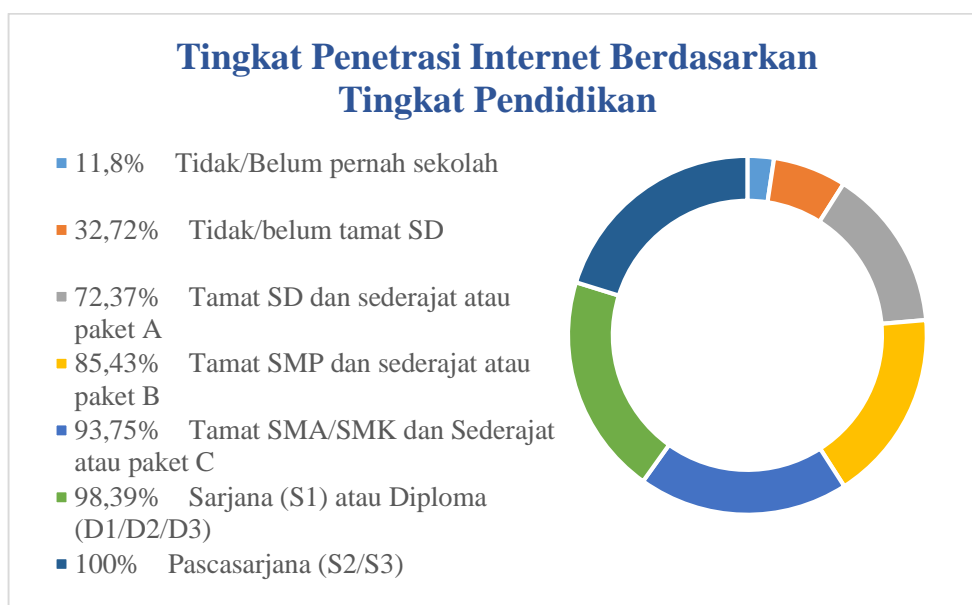 Tingkat Penetrasi Internet Berdasarkan
Tingkat Pendidikan
11,8% Tidak/Belum pernah sekolah
32,72% Tidak/belum tamat SD
72,37% Tamat SD dan sederajat atau
paket A
85,43% Tamat SMP dan sederajat atau
paket B
93,75% Tamat SMA/SMK dan Sederajat
atau paket C
98,39% Sarjana (S1) atau Diploma
(D1/D2/D3)
100% Pascasarjana (S2/S3)